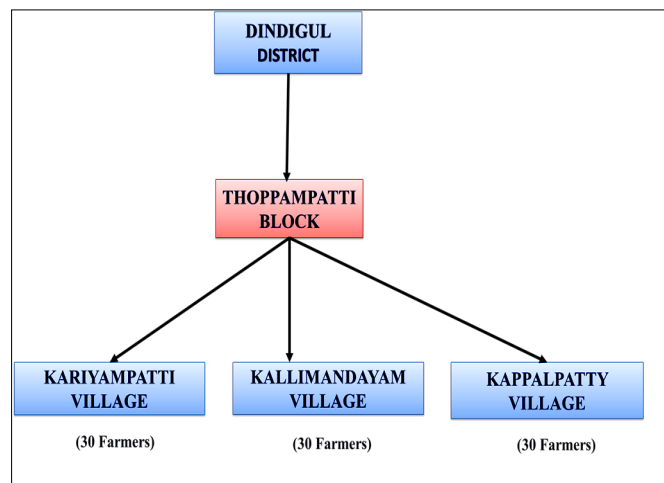 DINDIGUL
DISTRICT
THOPPAMPATTI
BLOCK
KARIYAMPATTI
VILLAGE
(30 Farmers)
KALLIMANDAYAM
VILLAGE
(30 Farmers)
KAPPALPATTY
VILLAGE
(30 Farmers)